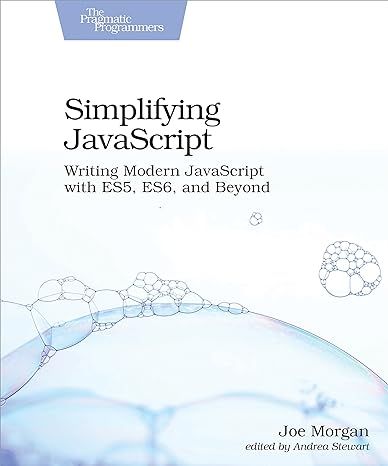 The
Pragmatic
Programmers
Simplifying
JavaScript
Writing Modern JavaScript
with ES5, ES6, and Beyond
Joe Morgan
edited by Andrea Stewart